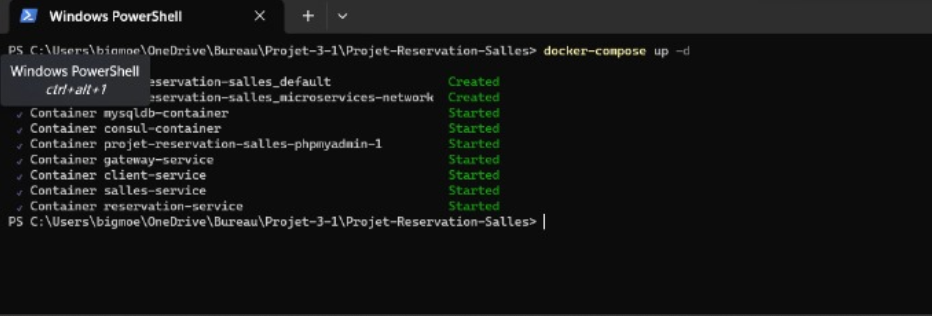 Windows PowerShell
PS C:\Users\bigmoe\OneDrive\Bureau\Projet-3-1\Projet-Reservation-Salles> docker-compose up -d
Windows PowerShell
ctrl+alt+1
eservation-salles_default Created
eservation-salles_microservices-network Created
✓ Container mysqldb-container Started
✓ Container consul-container Started
✓ Container projet-reservation-salles-phpmyadmin-1 Started
✓ Container gateway-service Started
✓ Container client-service Started
✓ Container salles-service Started
✓ Container reservation-service Started
PS C:\Users\bigmoe\OneDrive\Bureau\Projet-3-1\Projet-Reservation-Salles>